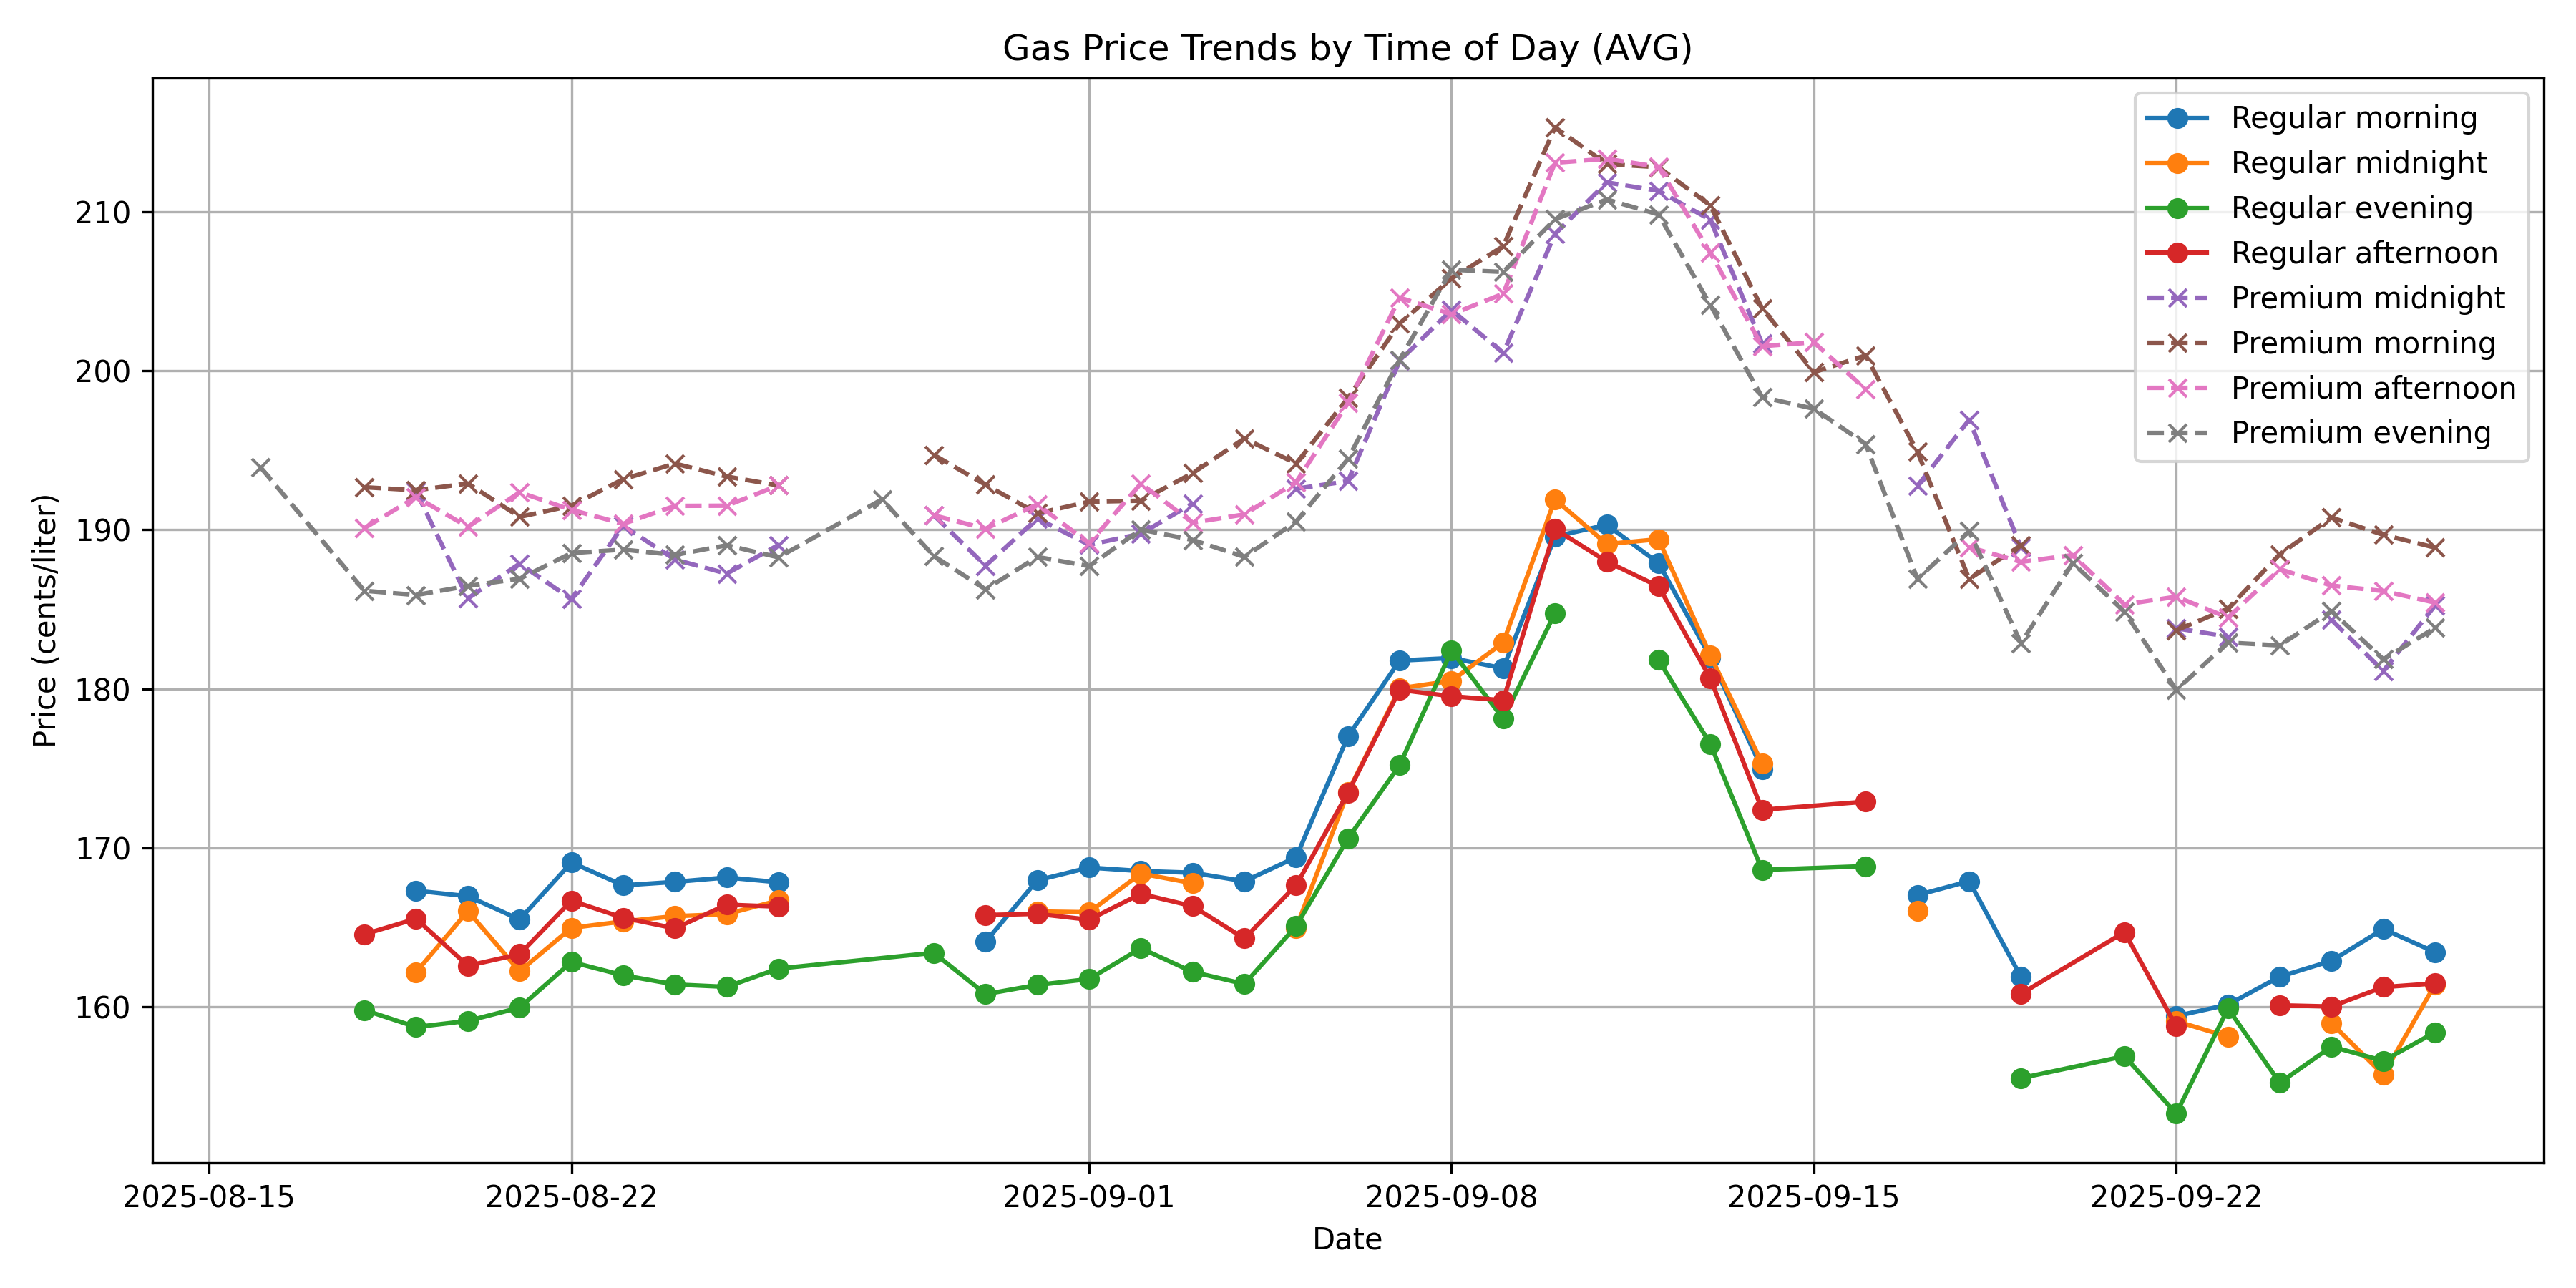 Gas Price Trends by Time of Day (AVG)
Price (cents/liter)
210
200
190
180
170
160
Regular morning
Regular midnight
Regular evening
Regular afternoon
Premium midnight
Premium morning
Premium afternoon
Premium evening
2025-08-15
2025-08-22
2025-09-01
2025-09-08
2025-09-15
2025-09-22
Date